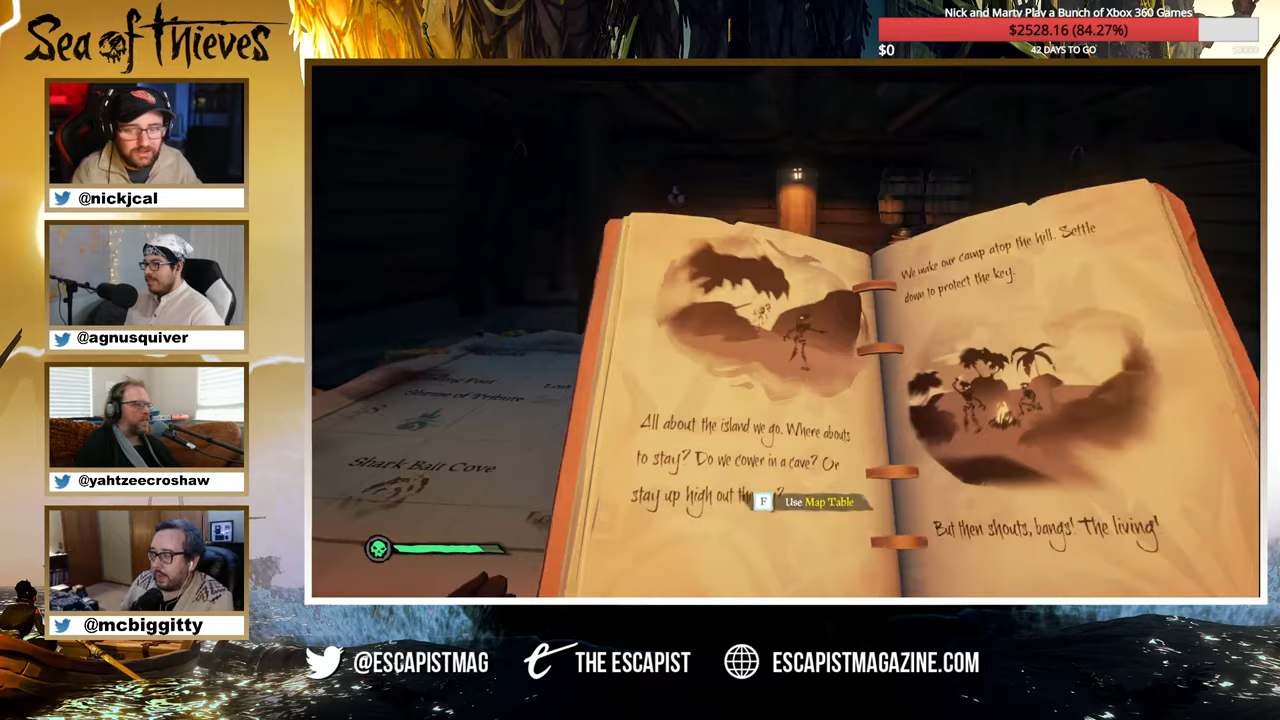 Sea of Thieves
Nick and Marty Play a Bunch of Xbox 360 Games
$2528.16 (84.27%)
$0
42 DAYS TO GO
@nickjcal
@agnusquiver
@yahtzeecroshaw
@mcbiggitty
Shrine of Tribute
Shark Bait Cove
All about the island we go. Where abouts
to stay? Do we cower in a cave? Or
stay up high out
F Use Map Table
We make our camp atop the hill. Settle
down to protect the key.
But then shouts, bangs! The living!
@ESCAPISTMAG
THE ESCAPIST
ESCAPISTMAGAZINE.COM